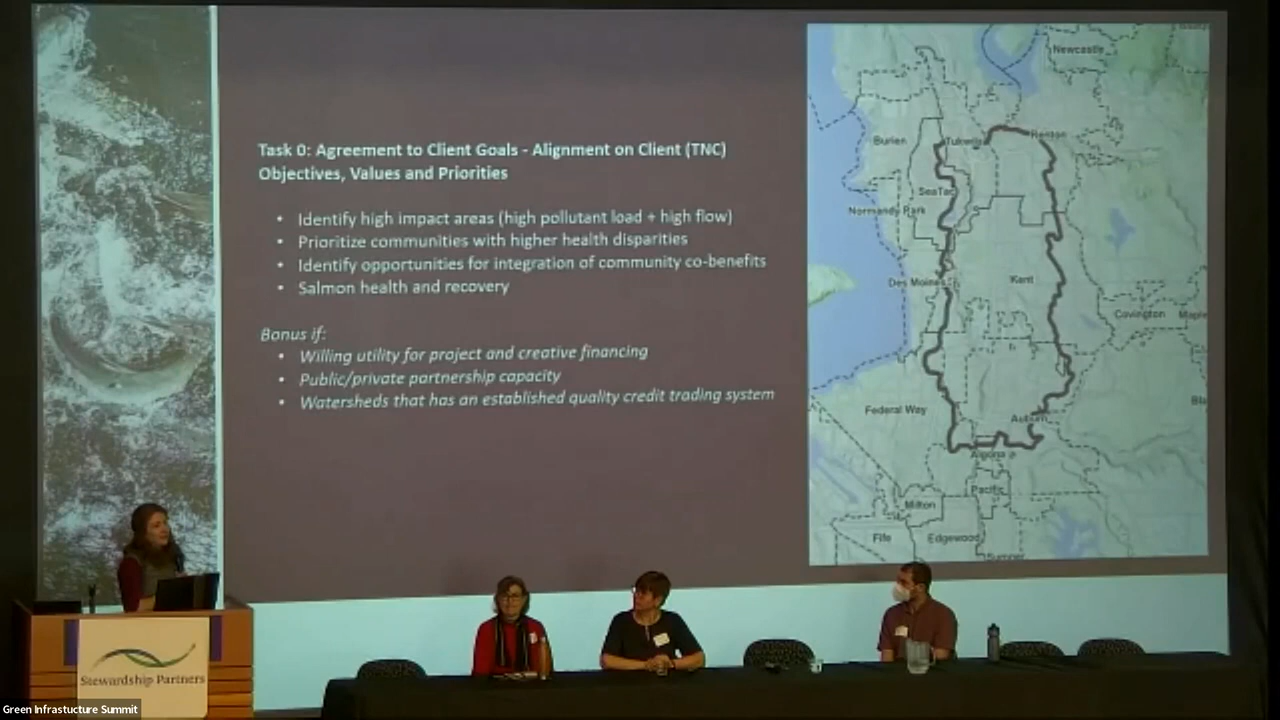 Task 0: Agreement to Client Goals - Alignment on Client (TNC)
Objectives, Values and Priorities
• Identify high impact areas (high pollutant load + high flow)
• Prioritize communities with higher health disparities
• Identify opportunities for integration of community co-benefits
• Salmon health and recovery
Bonus if:
• Willing utility for project and creative financing
• Public/private partnership capacity
• Watersheds that has an established quality credit trading system
Newcastle
Burien
Tukwila
Renton
SeaTac
Normandy Park
Des Moines
Kent
Covington
Maple
Federal Way
Auburn
Algona
Pacific
Milton
Fife
Edgewood
Sumner
Stewardship Partners
Green Infrastucture Summit